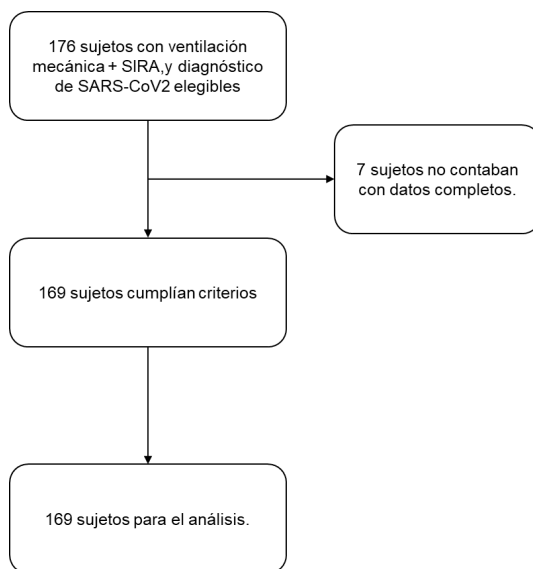 176 sujetos con ventilación
mecánica + SIRA,y diagnóstico
de SARS-CoV2 elegibles
7 sujetos no contaban
con datos completos.
169 sujetos cumplían criterios
169 sujetos para el análisis.